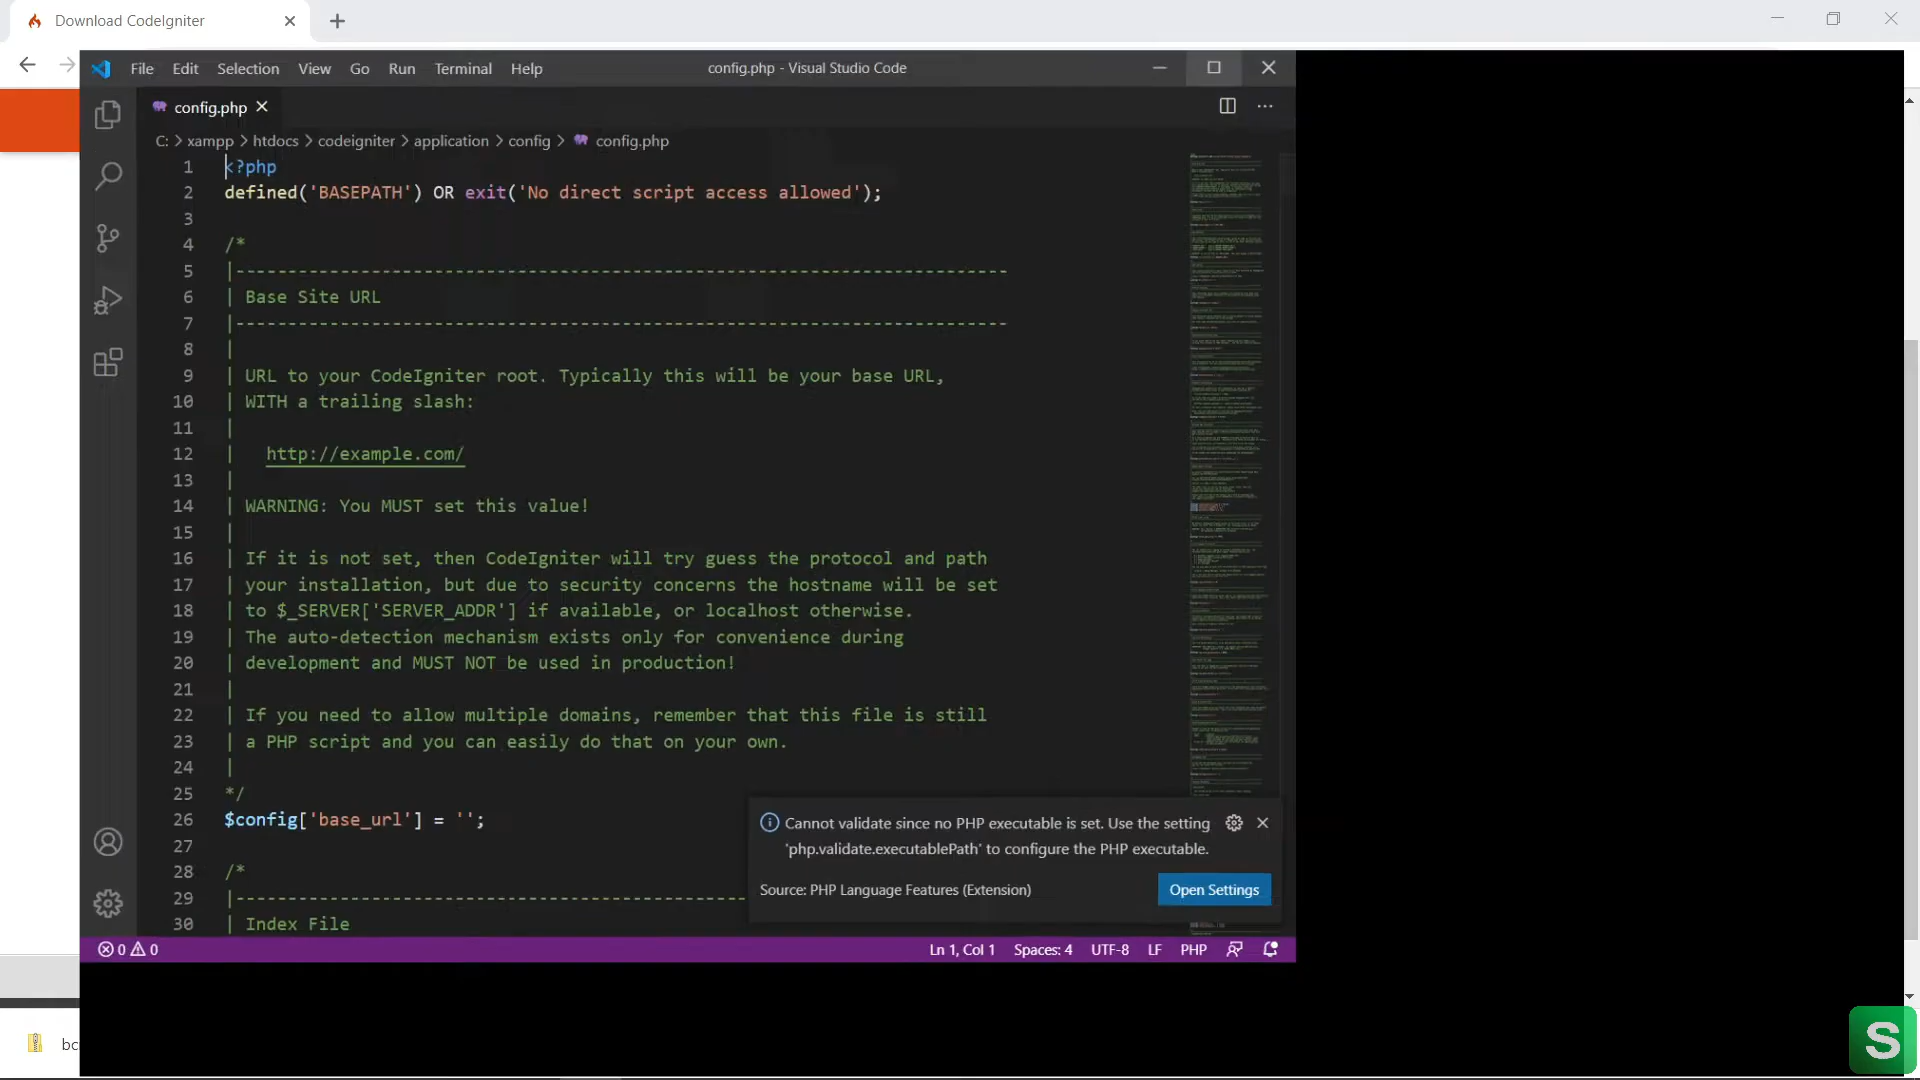 Download CodeIgniter
File Edit Selection View Go Run Terminal Help config.php - Visual Studio Code
config.php
C: > xampp > htdocs > codeigniter > application > config > config.php
1 <?php
2 defined('BASEPATH') OR exit('No direct script access allowed');
3
4 /*
5 |--------------------------------------------------------------------------
6 | Base Site URL
7 |--------------------------------------------------------------------------
8 |
9 | URL to your CodeIgniter root. Typically this will be your base URL,
10 | WITH a trailing slash:
11 |
12 | http://example.com/
13 |
14 | WARNING: You MUST set this value!
15 |
16 | If it is not set, then CodeIgniter will try guess the protocol and path
17 | your installation, but due to security concerns the hostname will be set
18 | to $_SERVER['SERVER_ADDR'] if available, or localhost otherwise.
19 | The auto-detection mechanism exists only for convenience during
20 | development and MUST NOT be used in production!
21 |
22 | If you need to allow multiple domains, remember that this file is still
23 | a PHP script and you can easily do that on your own.
24 |
25 */
26 $config['base_url'] = '';
27
28 /*
29 |-------------------------------------------------
30 | Index File
Cannot validate since no PHP executable is set. Use the setting
'php.validate.executablePath' to configure the PHP executable.
Source: PHP Language Features (Extension) Open Settings
0 0 Ln 1, Col 1 Spaces: 4 UTF-8 LF PHP
bc
S